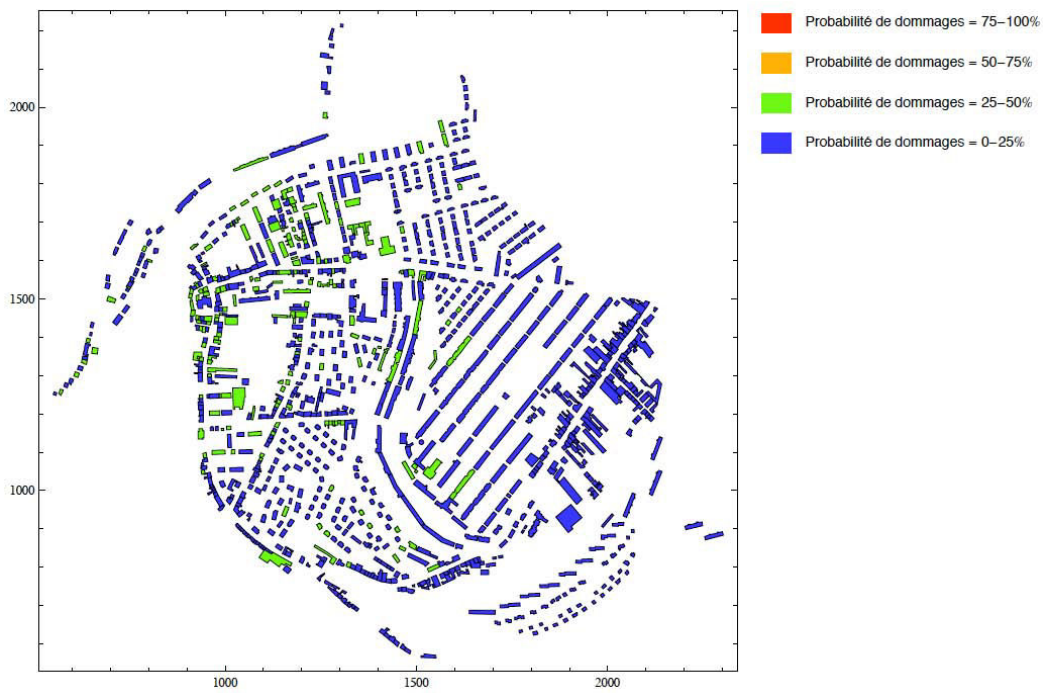 Probabilité de dommages = 75–100%
Probabilité de dommages = 50–75%
Probabilité de dommages = 25–50%
Probabilité de dommages = 0–25%
2000
1500
1000
1000 1500 2000